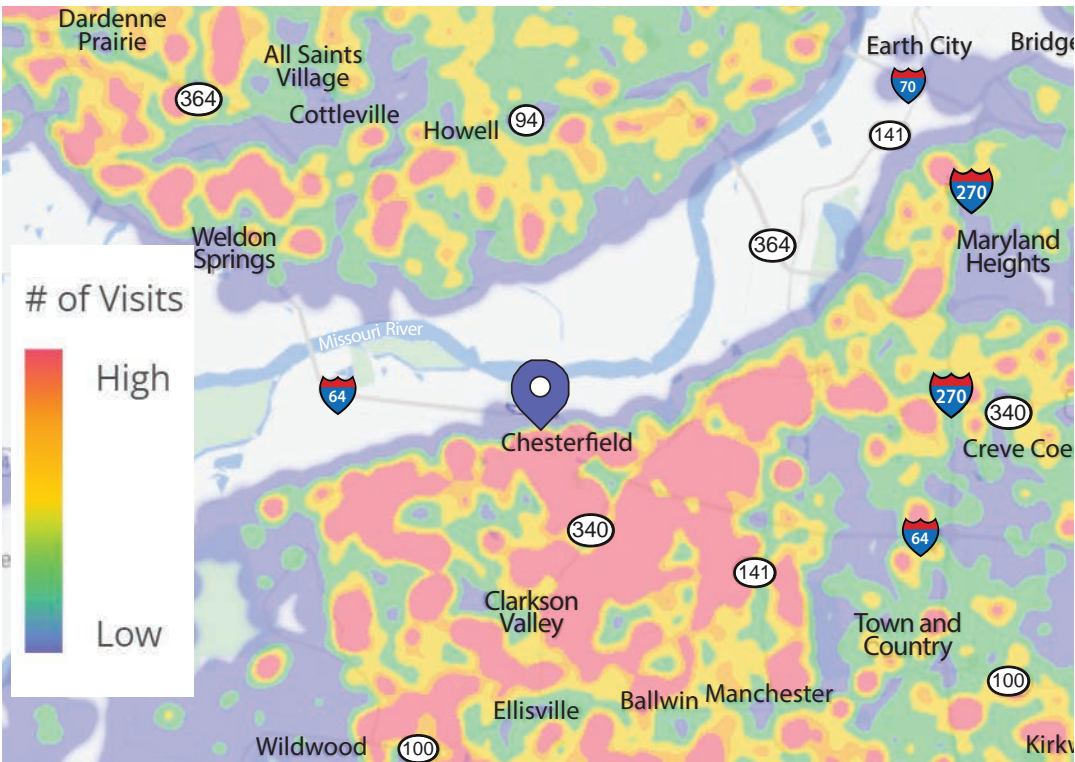 Dardenne
Prairie
All Saints
Village
364
Cottleville
Howell
94
Earth City
Bridge
70
141
270
Weldon
Springs
364
Maryland
Heights
# of Visits
High
Low
Missouri River
64
Chesterfield
270
340
Creve Coe
340
64
141
Clarkson
Valley
Town and
Country
100
Ellisville
Ballwin
Manchester
Wildwood
100
Kirkw